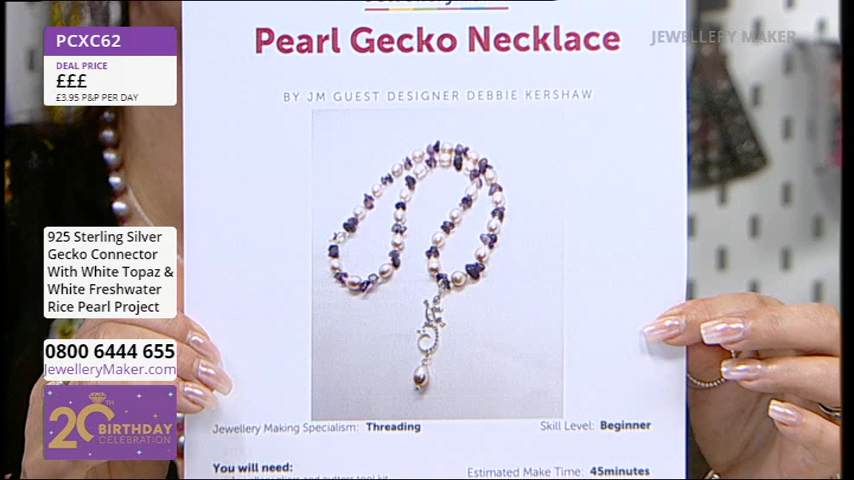 PCXC62
DEAL PRICE
£££
£3.95 P&P PER DAY
Pearl Gecko Necklace
JEWELLERY MAKER
BY JM GUEST DESIGNER DEBBIE KERSHAW
925 Sterling Silver
Gecko Connector
With White Topaz &
White Freshwater
Rice Pearl Project
0800 6444 655
JewelleryMaker.com
20TH
BIRTHDAY
CELEBRATION
Jewellery Making Specialism: Threading
Skill Level: Beginner
You will need:
Estimated Make Time: 45minutes